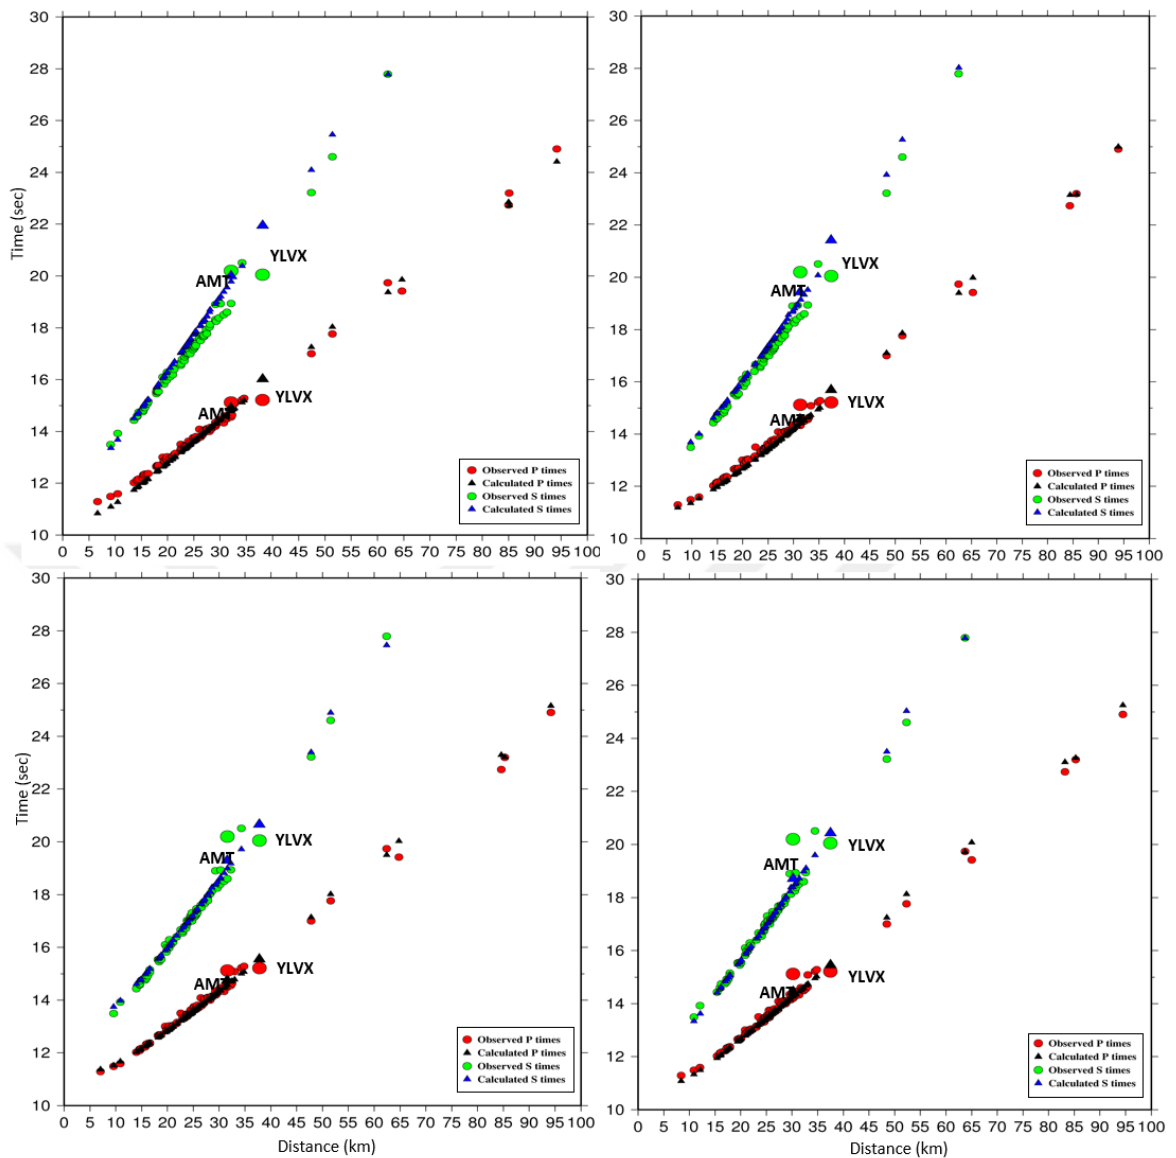 30
28
26
24
22
20
18
16
14
12
10
Time (sec)
YLVX
AMT
YLVX
AMT
Observed P times
Calculated P times
Observed S times
Calculated S times
0 5 10 15 20 25 30 35 40 45 50 55 60 65 70 75 80 85 90 95 100
30
28
26
24
22
20
18
16
14
12
10
YLVX
AMT
YLVX
AMT
Observed P times
Calculated P times
Observed S times
Calculated S times
0 5 10 15 20 25 30 35 40 45 50 55 60 65 70 75 80 85 90 95 100
30
28
26
24
22
20
18
16
14
12
10
Time (sec)
YLVX
AMT
YLVX
AMT
Observed P times
Calculated P times
Observed S times
Calculated S times
0 5 10 15 20 25 30 35 40 45 50 55 60 65 70 75 80 85 90 95 100
Distance (km)
30
28
26
24
22
20
18
16
14
12
10
YLVX
AMT
YLVX
AMT
Observed P times
Calculated P times
Observed S times
Calculated S times
0 5 10 15 20 25 30 35 40 45 50 55 60 65 70 75 80 85 90 95 100
Distance (km)